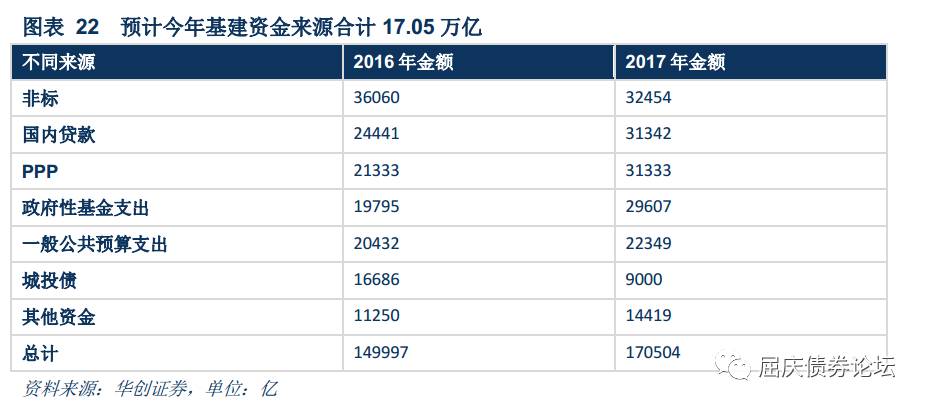 图表 22 预计今年基建资金来源合计 17.05 万亿
不同来源 2016 年金额 2017 年金额
非标 36060 32454
国内贷款 24441 31342
PPP 21333 31333
政府性基金支出 19795 29607
一般公共预算支出 20432 22349
城投债 16686 9000
其他资金 11250 14419
总计 149997 170504
屈庆债券论坛
资料来源：华创证券，单位：亿